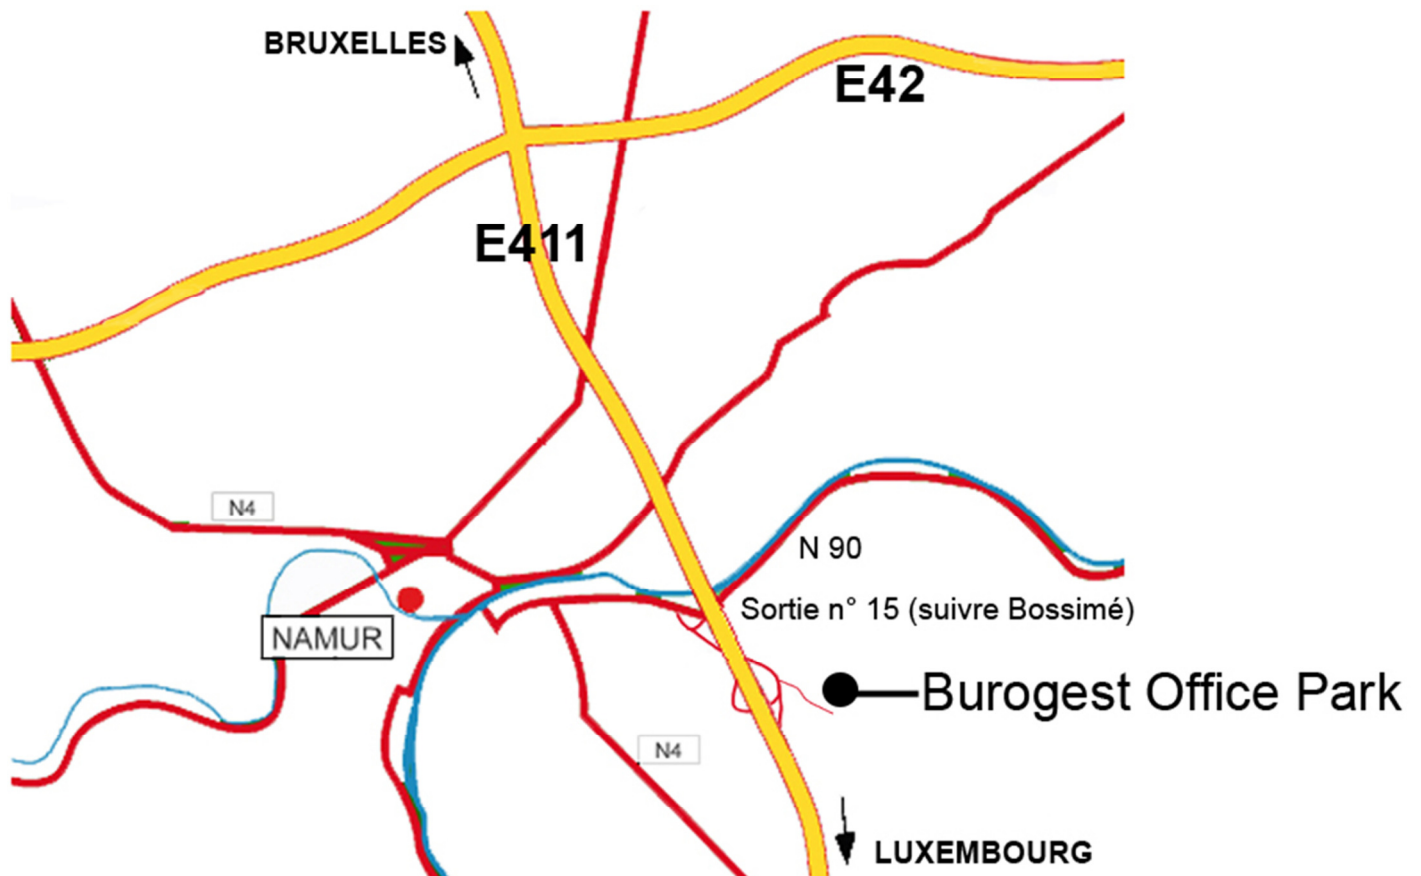 BRUXELLES
E42
E411
N4
N 90
Sortie n° 15 (suivre Bossimé)
NAMUR
Burogest Office Park
N4
LUXEMBOURG